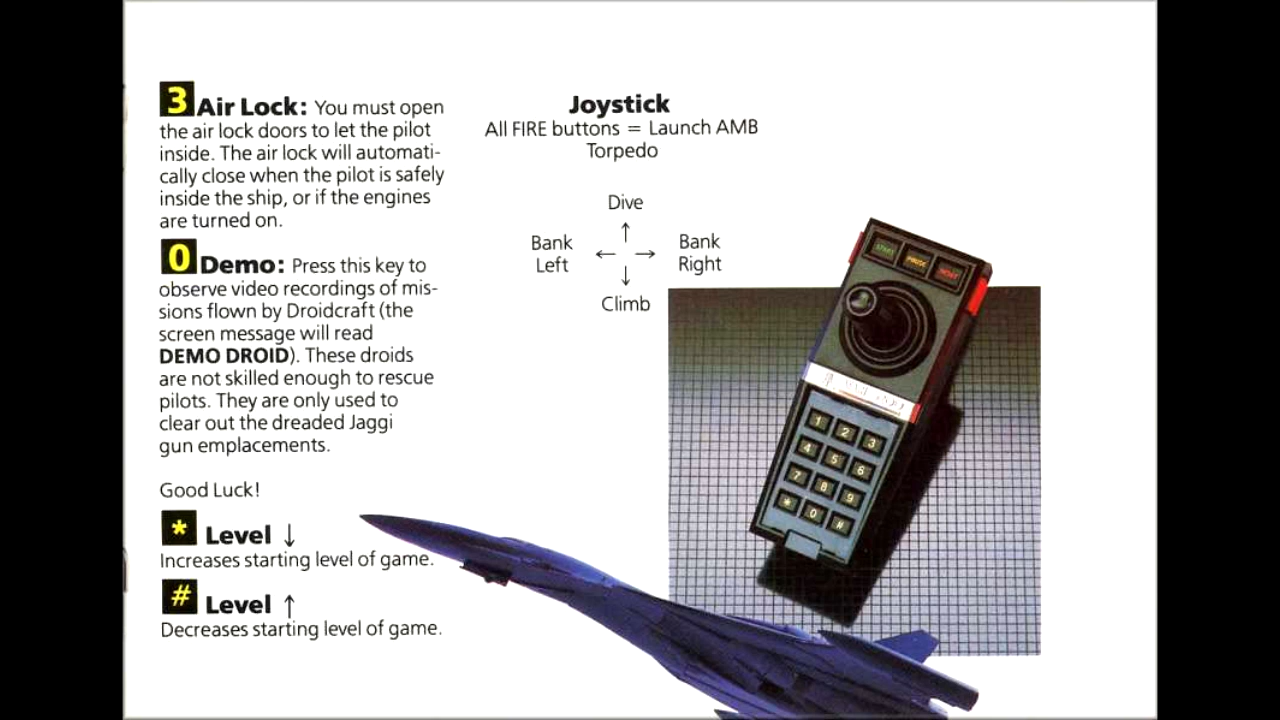 3 Air Lock: You must open
the air lock doors to let the pilot
inside. The air lock will automati-
cally close when the pilot is safely
inside the ship, or if the engines
are turned on.
0 Demo: Press this key to
observe video recordings of mis-
sions flown by Droidcraft (the
screen message will read
DEMO DROID). These droids
are not skilled enough to rescue
pilots. They are only used to
clear out the dreaded Jaggi
gun emplacements.
Good Luck!
* Level ↓
Increases starting level of game.
# Level ↑
Decreases starting level of game.
Joystick
All FIRE buttons = Launch AMB
Torpedo
Dive
↑
Bank
Left
← →
Bank
Right
↓
Climb
START PAUSE RESET
1 2 3
4 5 6
7 8 9
* 0 #